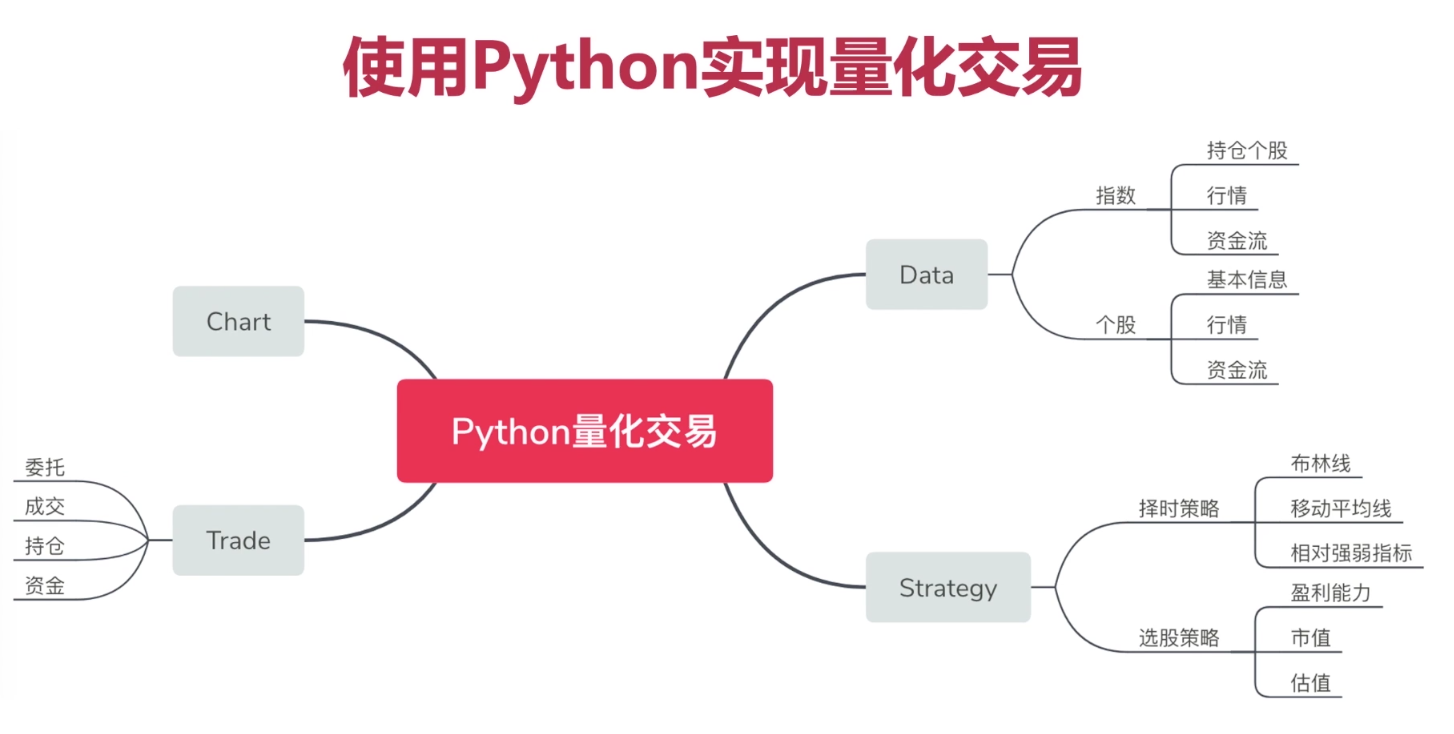 使用Python实现量化交易
Python量化交易
Chart
Trade
委托
成交
持仓
资金
Data
指数
持仓个股
行情
资金流
个股
基本信息
行情
资金流
Strategy
择时策略
布林线
移动平均线
相对强弱指标
选股策略
盈利能力
市值
估值